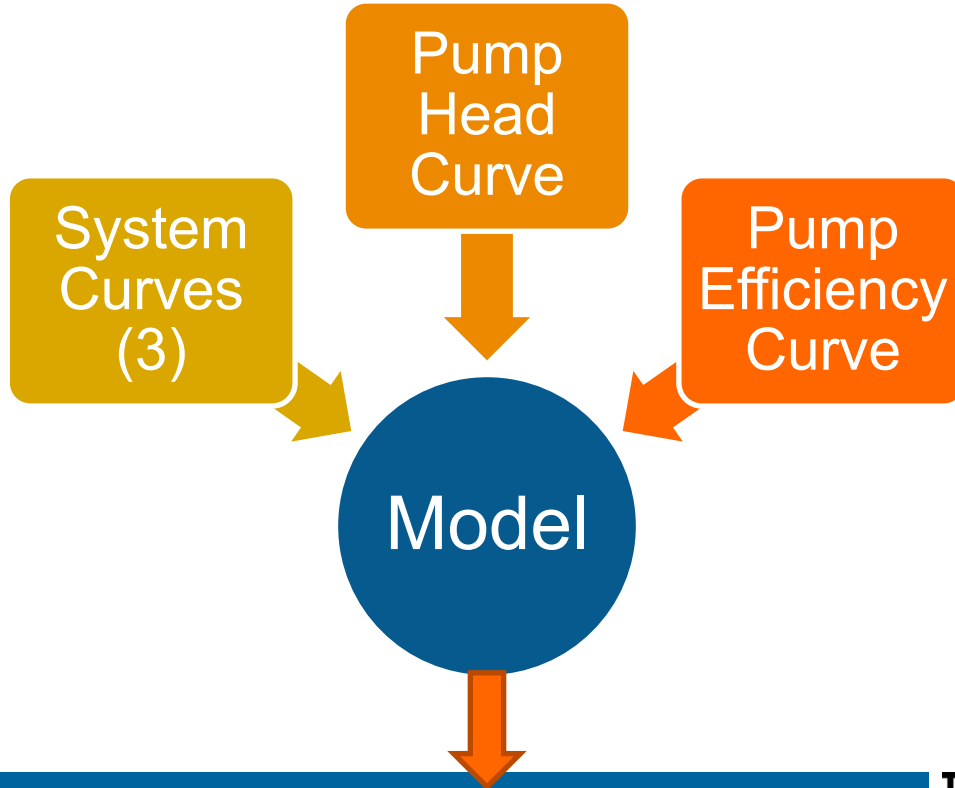 Pump
Head
Curve
System
Curves
(3)
Pump
Efficiency
Curve
Model